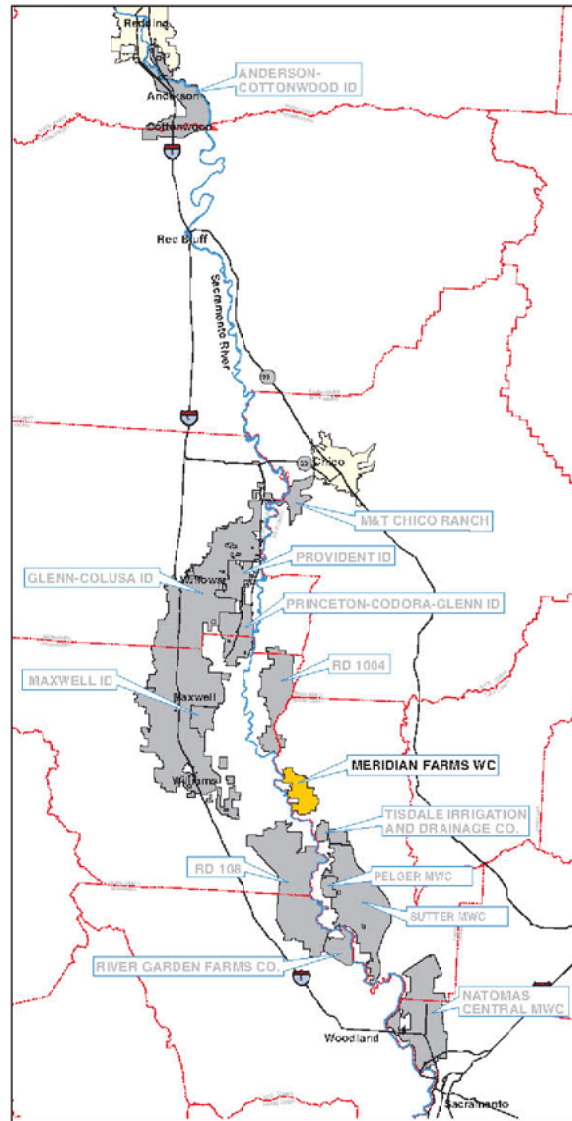 Redding
ANDERSON-
COTTONWOOD ID
Anderson
Cottonwood
Red Bluff
Sacramento River
99
Chico
M&T CHICO RANCH
PROVIDENT ID
GLENN-COLUSA ID
Willows
PRINCETON-CODORA-GLENN ID
RD 1004
MAXWELL ID
Maxwell
MERIDIAN FARMS WC
Williams
TISDALE IRRIGATION
AND DRAINAGE CO.
RD 108
PELGER MWC
SUTTER MWC
RIVER GARDEN FARMS CO.
NATOMAS
CENTRAL MWC
Woodland
Sacramento